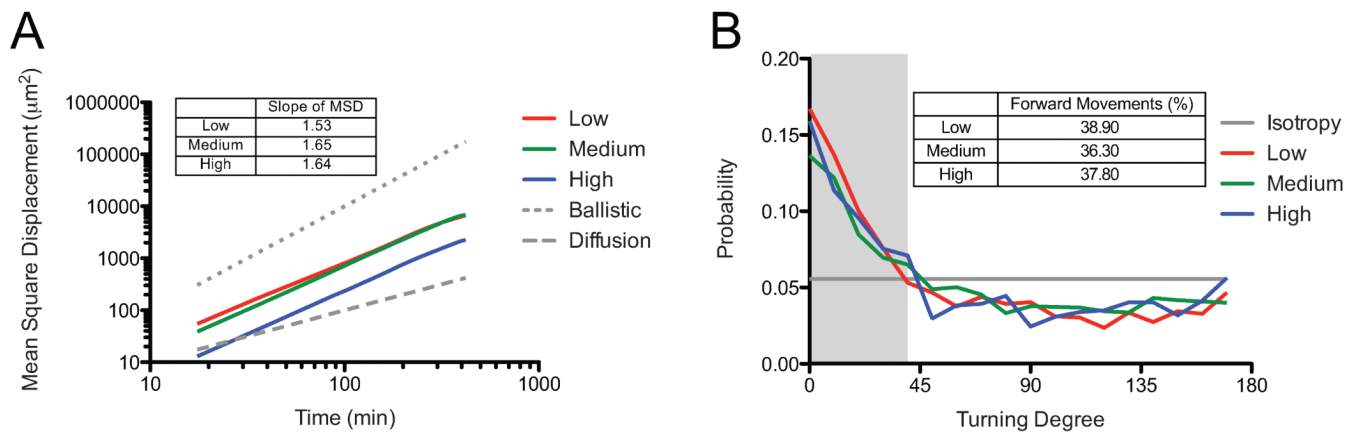 A
Mean Square Displacement (μm²)
1000000
100000
10000
1000
100
10
10
100
1000
Time (min)
Slope of MSD
Low 1.53
Medium 1.65
High 1.64
Low
Medium
High
Ballistic
Diffusion
B
Probability
0.20
0.15
0.10
0.05
0.00
0
45
90
135
180
Turning Degree
Forward Movements (%)
Low 38.90
Medium 36.30
High 37.80
Isotropy
Low
Medium
High